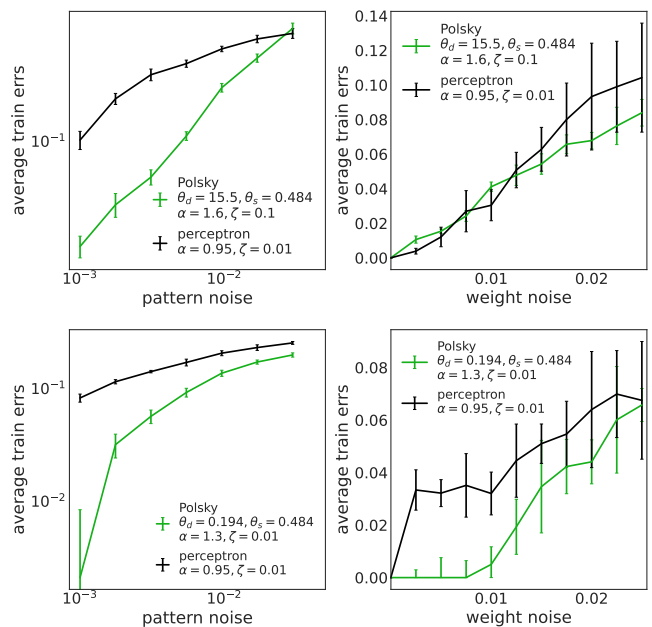 average train errs
10⁻¹
Polsky
θ_d = 15.5, θ_s = 0.484
α = 1.6, ζ = 0.1
perceptron
α = 0.95, ζ = 0.01
10⁻³
10⁻²
pattern noise
average train errs
0.14
0.12
0.10
0.08
0.06
0.04
0.02
0.00
Polsky
θ_d = 15.5, θ_s = 0.484
α = 1.6, ζ = 0.1
perceptron
α = 0.95, ζ = 0.01
0.01
0.02
weight noise
average train errs
10⁻¹
10⁻²
Polsky
θ_d = 0.194, θ_s = 0.484
α = 1.3, ζ = 0.01
perceptron
α = 0.95, ζ = 0.01
10⁻³
10⁻²
pattern noise
average train errs
0.08
0.06
0.04
0.02
0.00
Polsky
θ_d = 0.194, θ_s = 0.484
α = 1.3, ζ = 0.01
perceptron
α = 0.95, ζ = 0.01
0.01
0.02
weight noise